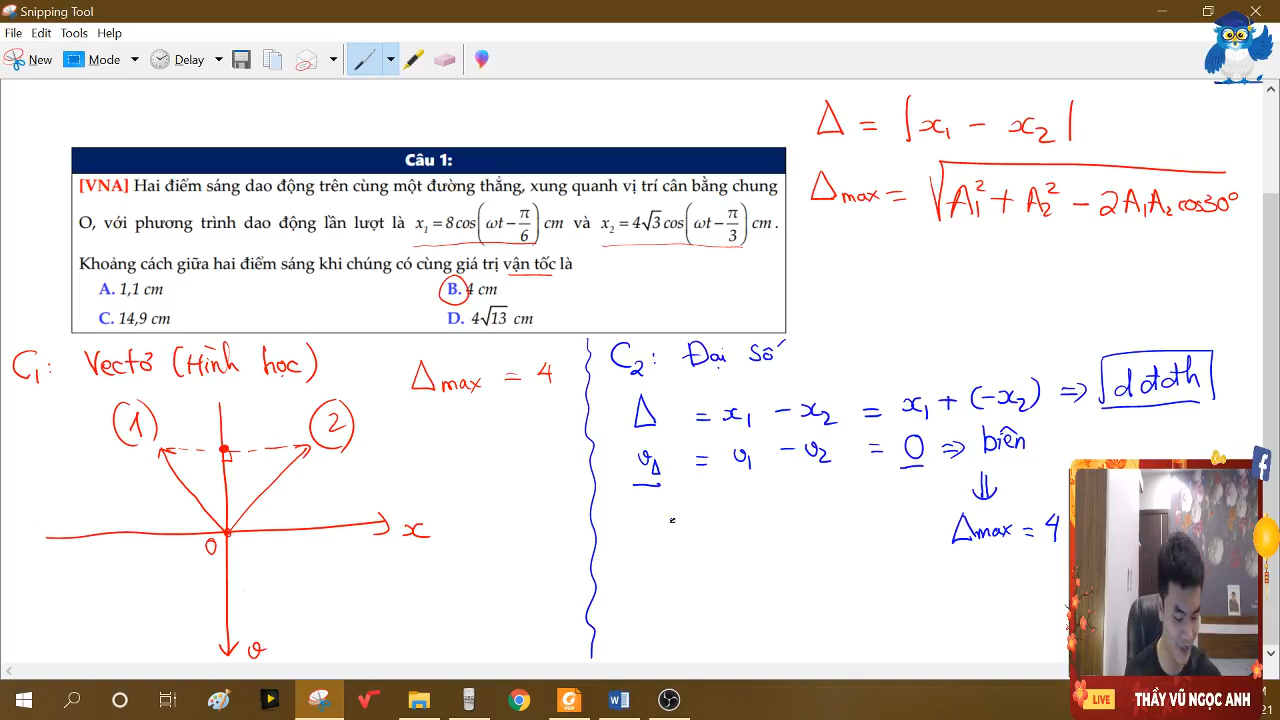 Snipping Tool
File Edit Tools Help
New Mode Delay
Δ = |x₁ − x₂|
Δmax = √(A₁² + A₂² − 2A₁A₂cos30°)
Câu 1:
[VNA] Hai điểm sáng dao động trên cùng một đường thẳng, xung quanh vị trí cân bằng chung
O, với phương trình dao động lần lượt là x₁ = 8cos(ωt − π/6) cm và x₂ = 4√3cos(ωt − π/3) cm.
Khoảng cách giữa hai điểm sáng khi chúng có cùng giá trị vận tốc là
A. 1,1 cm B. 4 cm
C. 14,9 cm D. 4√13 cm
C₁: Vectơ (Hình học)
Δmax = 4
(1) (2)
x
O
v
C₂: Đại số
Δ = x₁ − x₂ = x₁ + (−x₂) ⇒ dđđh
vΔ = v₁ − v₂ = 0 ⇒ biên
⇓
Δmax = 4
LIVE THẦY VŨ NGỌC ANH
21